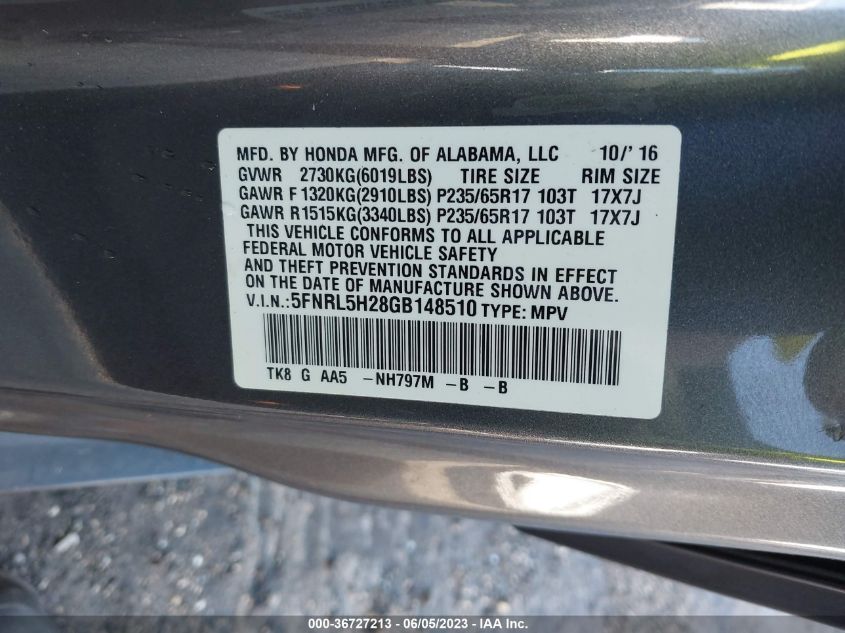 MFD. BY HONDA MFG. OF ALABAMA, LLC 10/'16
GVWR 2730KG(6019LBS) TIRE SIZE RIM SIZE
GAWR F 1320KG(2910LBS) P235/65R17 103T 17X7J
GAWR R1515KG(3340LBS) P235/65R17 103T 17X7J
THIS VEHICLE CONFORMS TO ALL APPLICABLE
FEDERAL MOTOR VEHICLE SAFETY
AND THEFT PREVENTION STANDARDS IN EFFECT
ON THE DATE OF MANUFACTURE SHOWN ABOVE.
V.I.N.:5FNRL5H28GB148510 TYPE: MPV
TK8 G AA5 -NH797M -B -B
000-36727213 - 06/05/2023 - IAA Inc.